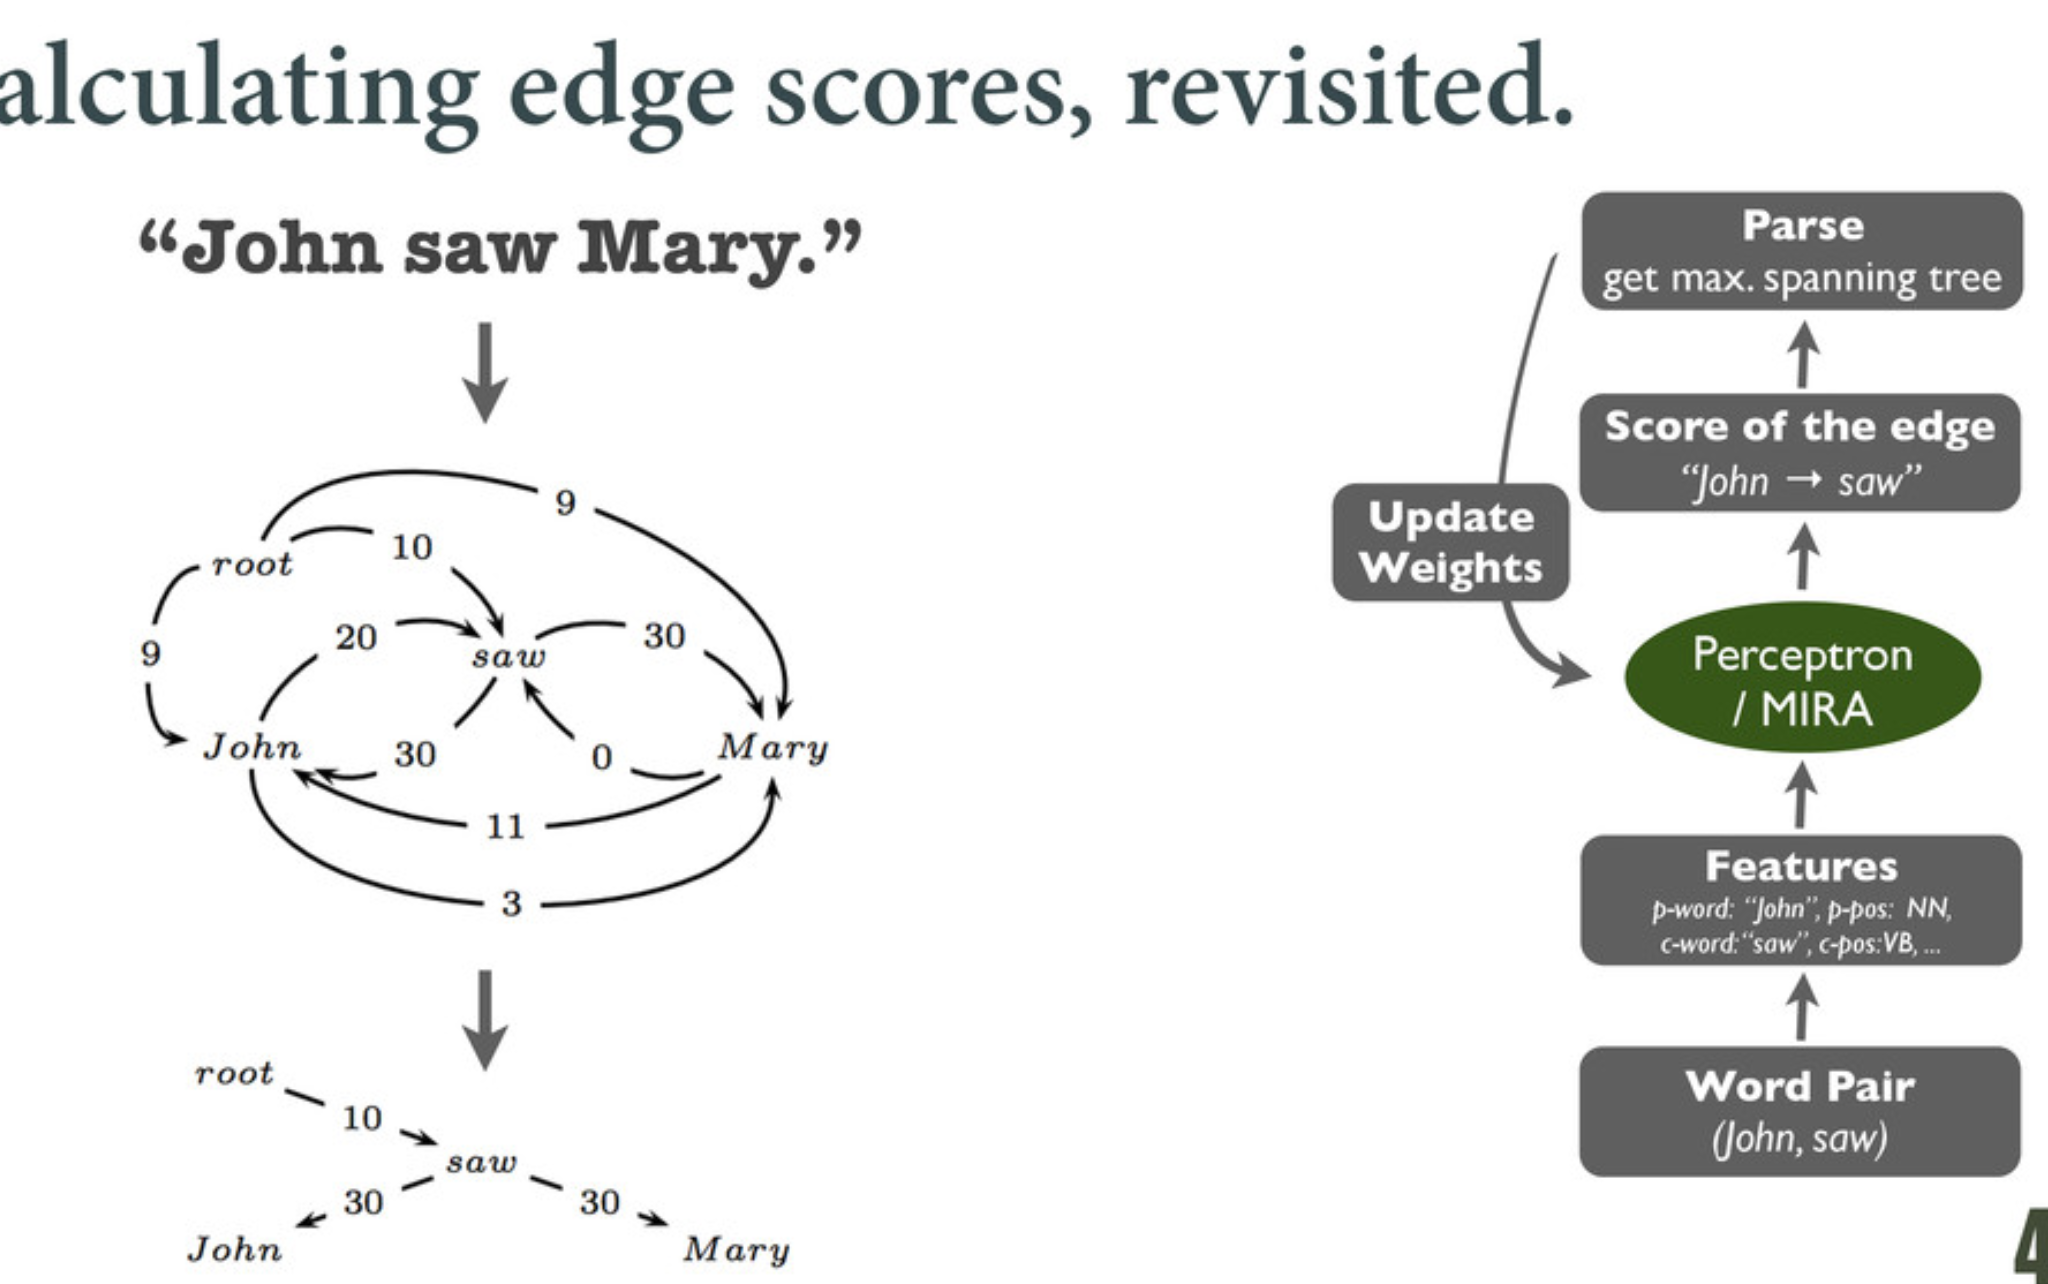 alculating edge scores, revisited.
“John saw Mary.”
9
root
10
9
20
saw
30
John
30
0
Mary
11
3
root
10
saw
30
30
John
Mary
Parse
get max. spanning tree
Score of the edge
“John → saw”
Update
Weights
Perceptron
/ MIRA
Features
p-word: “John”, p-pos: NN,
c-word:“saw”, c-pos:VB, ...
Word Pair
(John, saw)
4